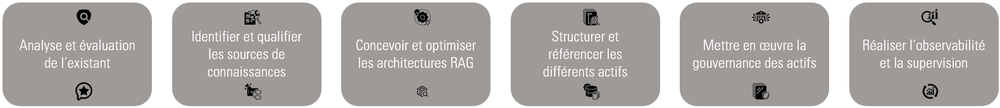 Analyse et évaluation
de l’existant
Identifier et qualifier
les sources de
connaissances
Concevoir et optimiser
les architectures RAG
Structurer et
référencer les
différents actifs
Mettre en œuvre la
gouvernance des actifs
Réaliser l’observabilité
et la supervision